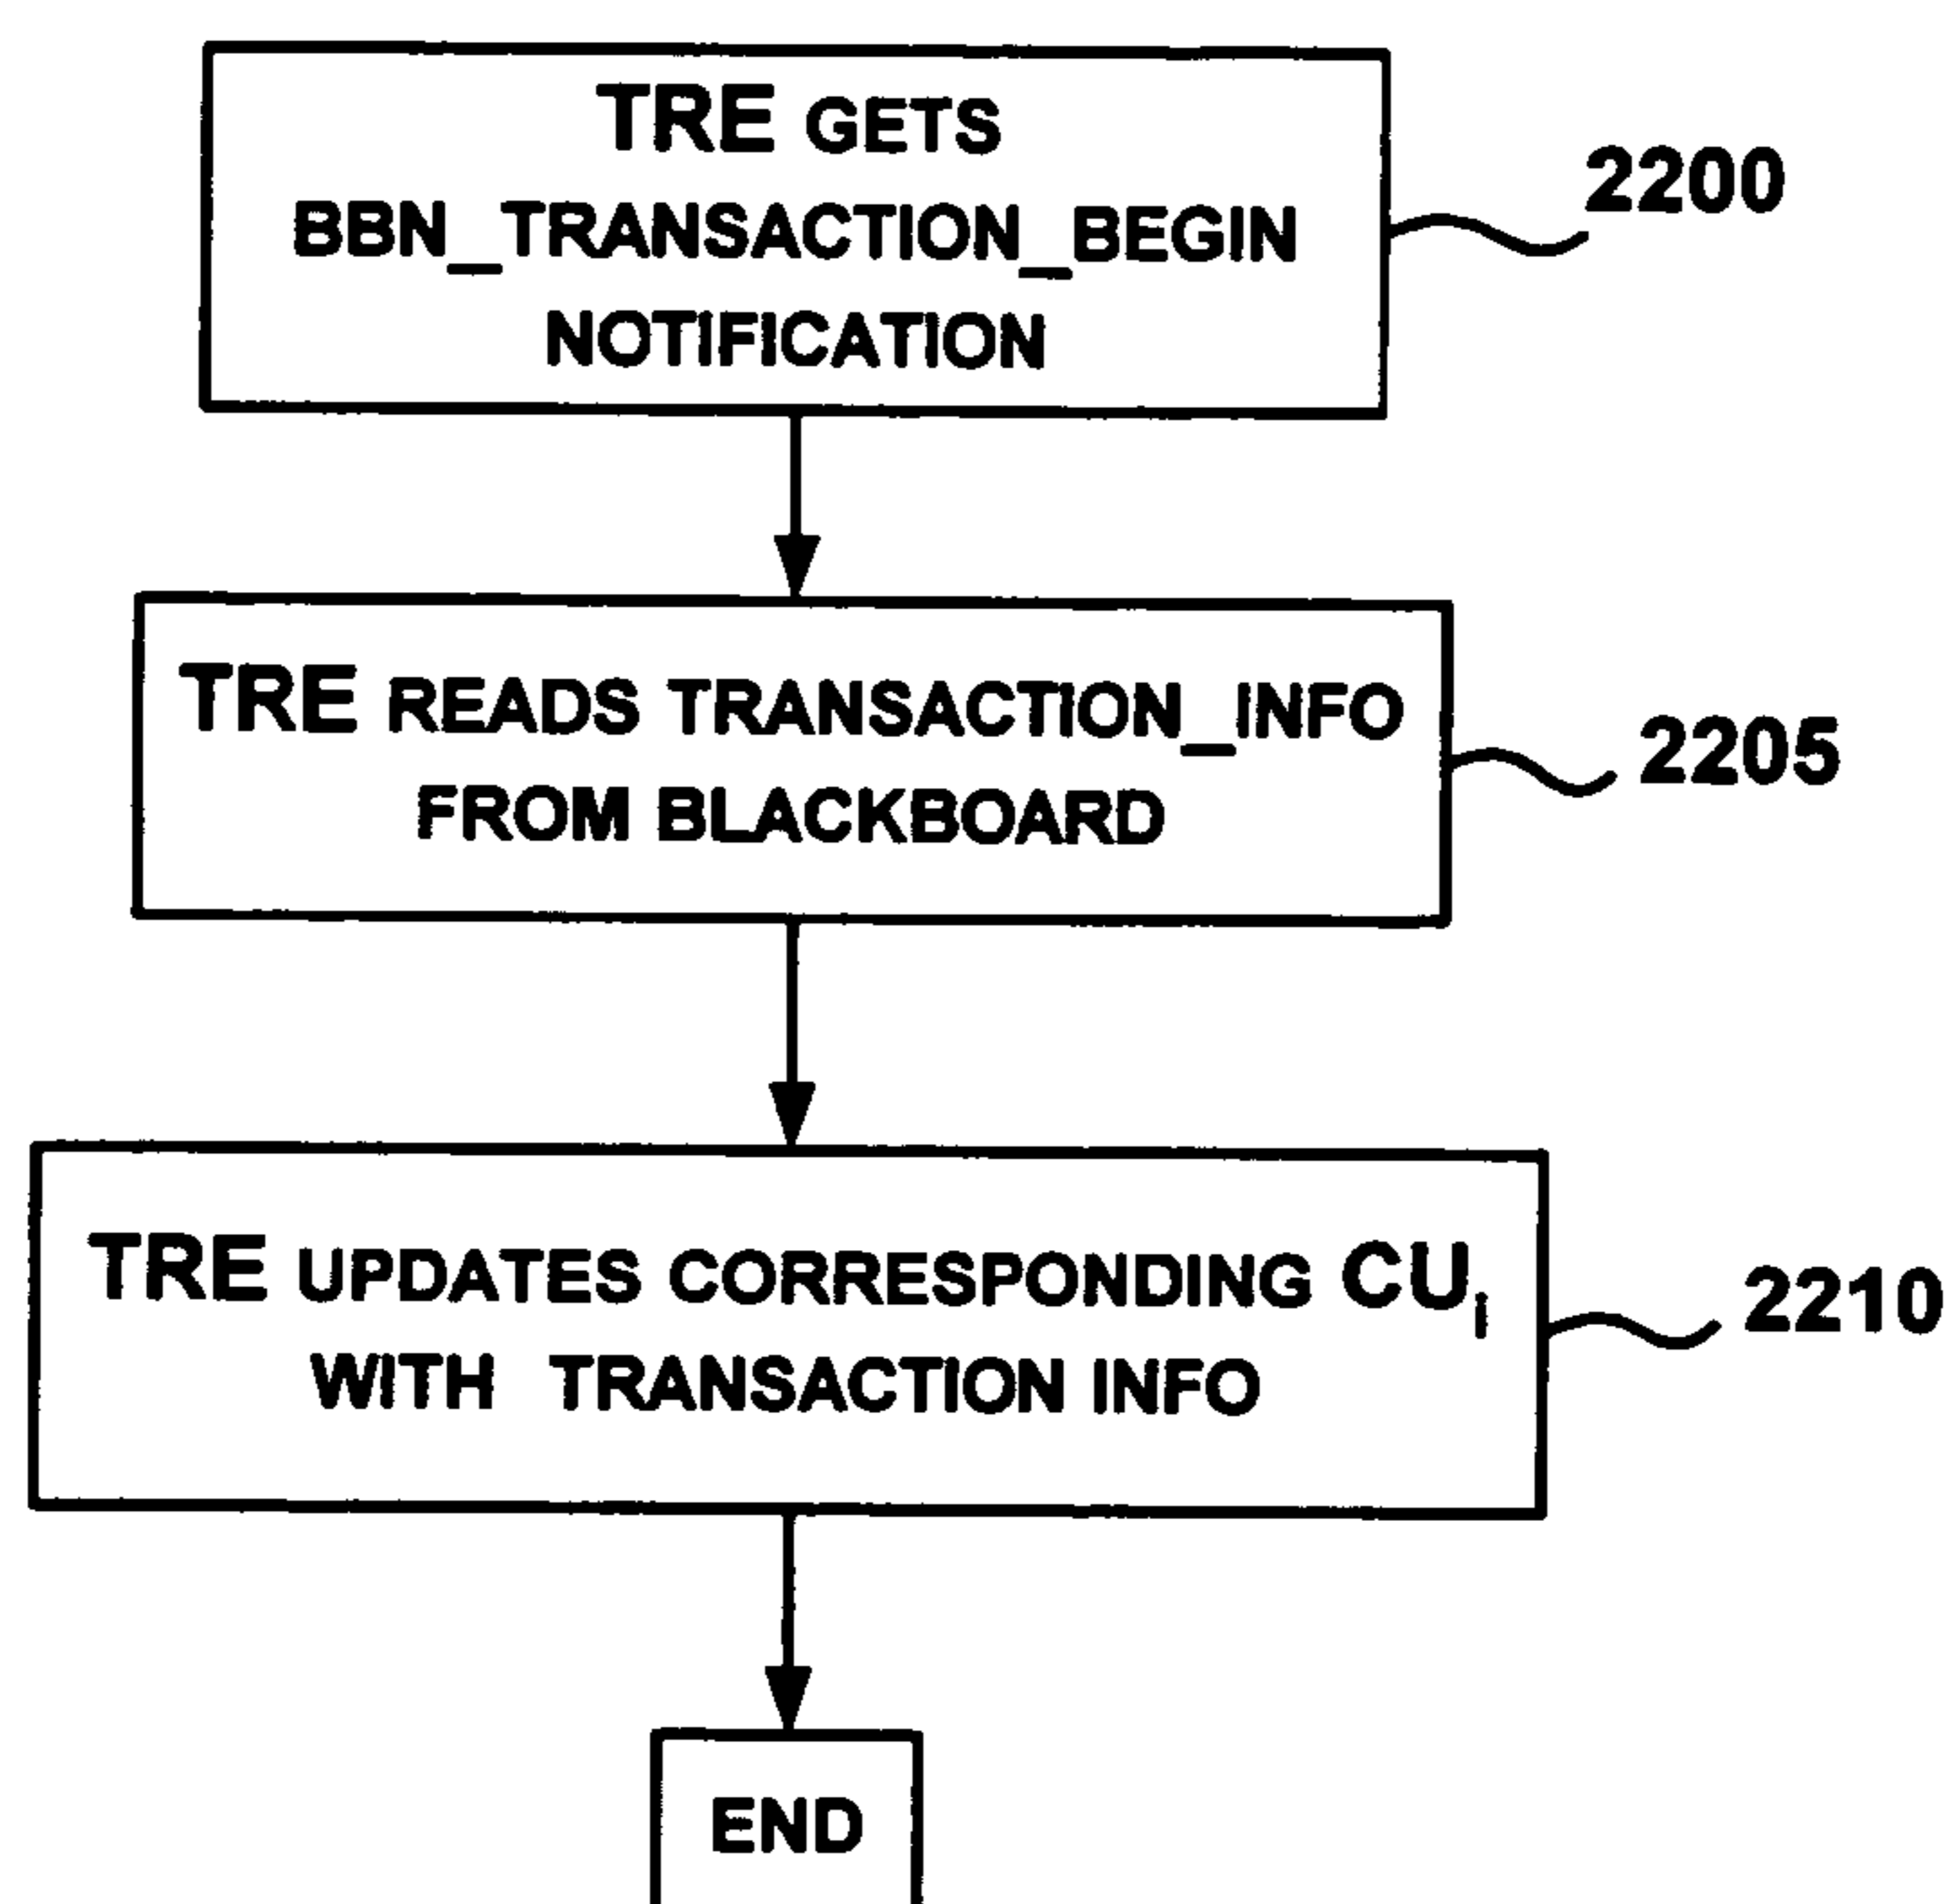 TRE GETS
BBN_TRANSACTION_BEGIN
NOTIFICATION
2200
TRE READS TRANSACTION_INFO
FROM BLACKBOARD
2205
TRE UPDATES CORRESPONDING CUi
WITH TRANSACTION INFO
2210
END